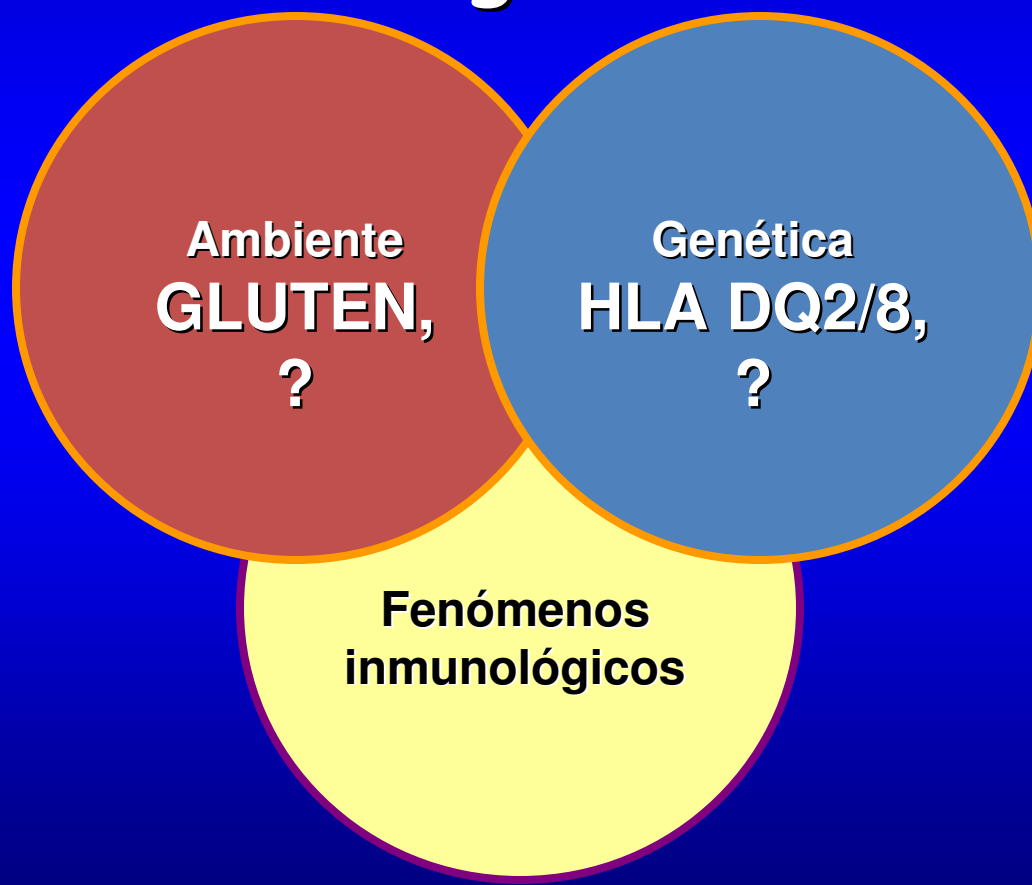 Ambiente
GLUTEN,
?
Genética
HLA DQ2/8,
?
Fenómenos
inmunológicos